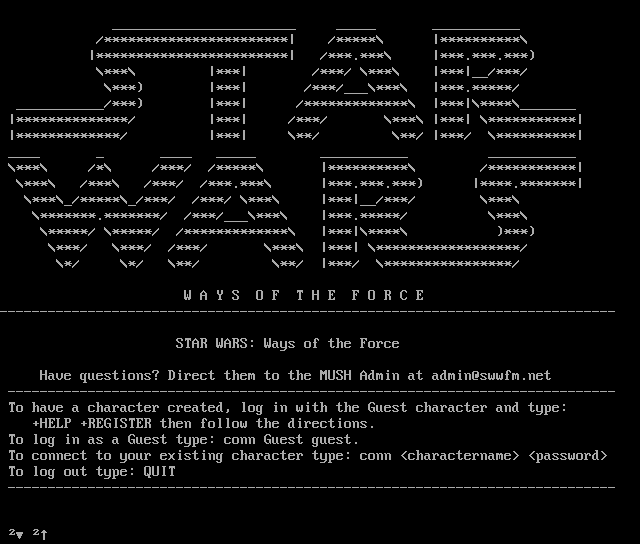 STAR
WARS
W A Y S  O F  T H E  F O R C E
STAR WARS: Ways of the Force
Have questions? Direct them to the MUSH Admin at admin@swwfm.net
To have a character created, log in with the Guest character and type:
+HELP +REGISTER then follow the directions.
To log in as a Guest type: conn Guest guest.
To connect to your existing character type: conn <charactername> <password>
To log out type: QUIT
²▼ ²↑